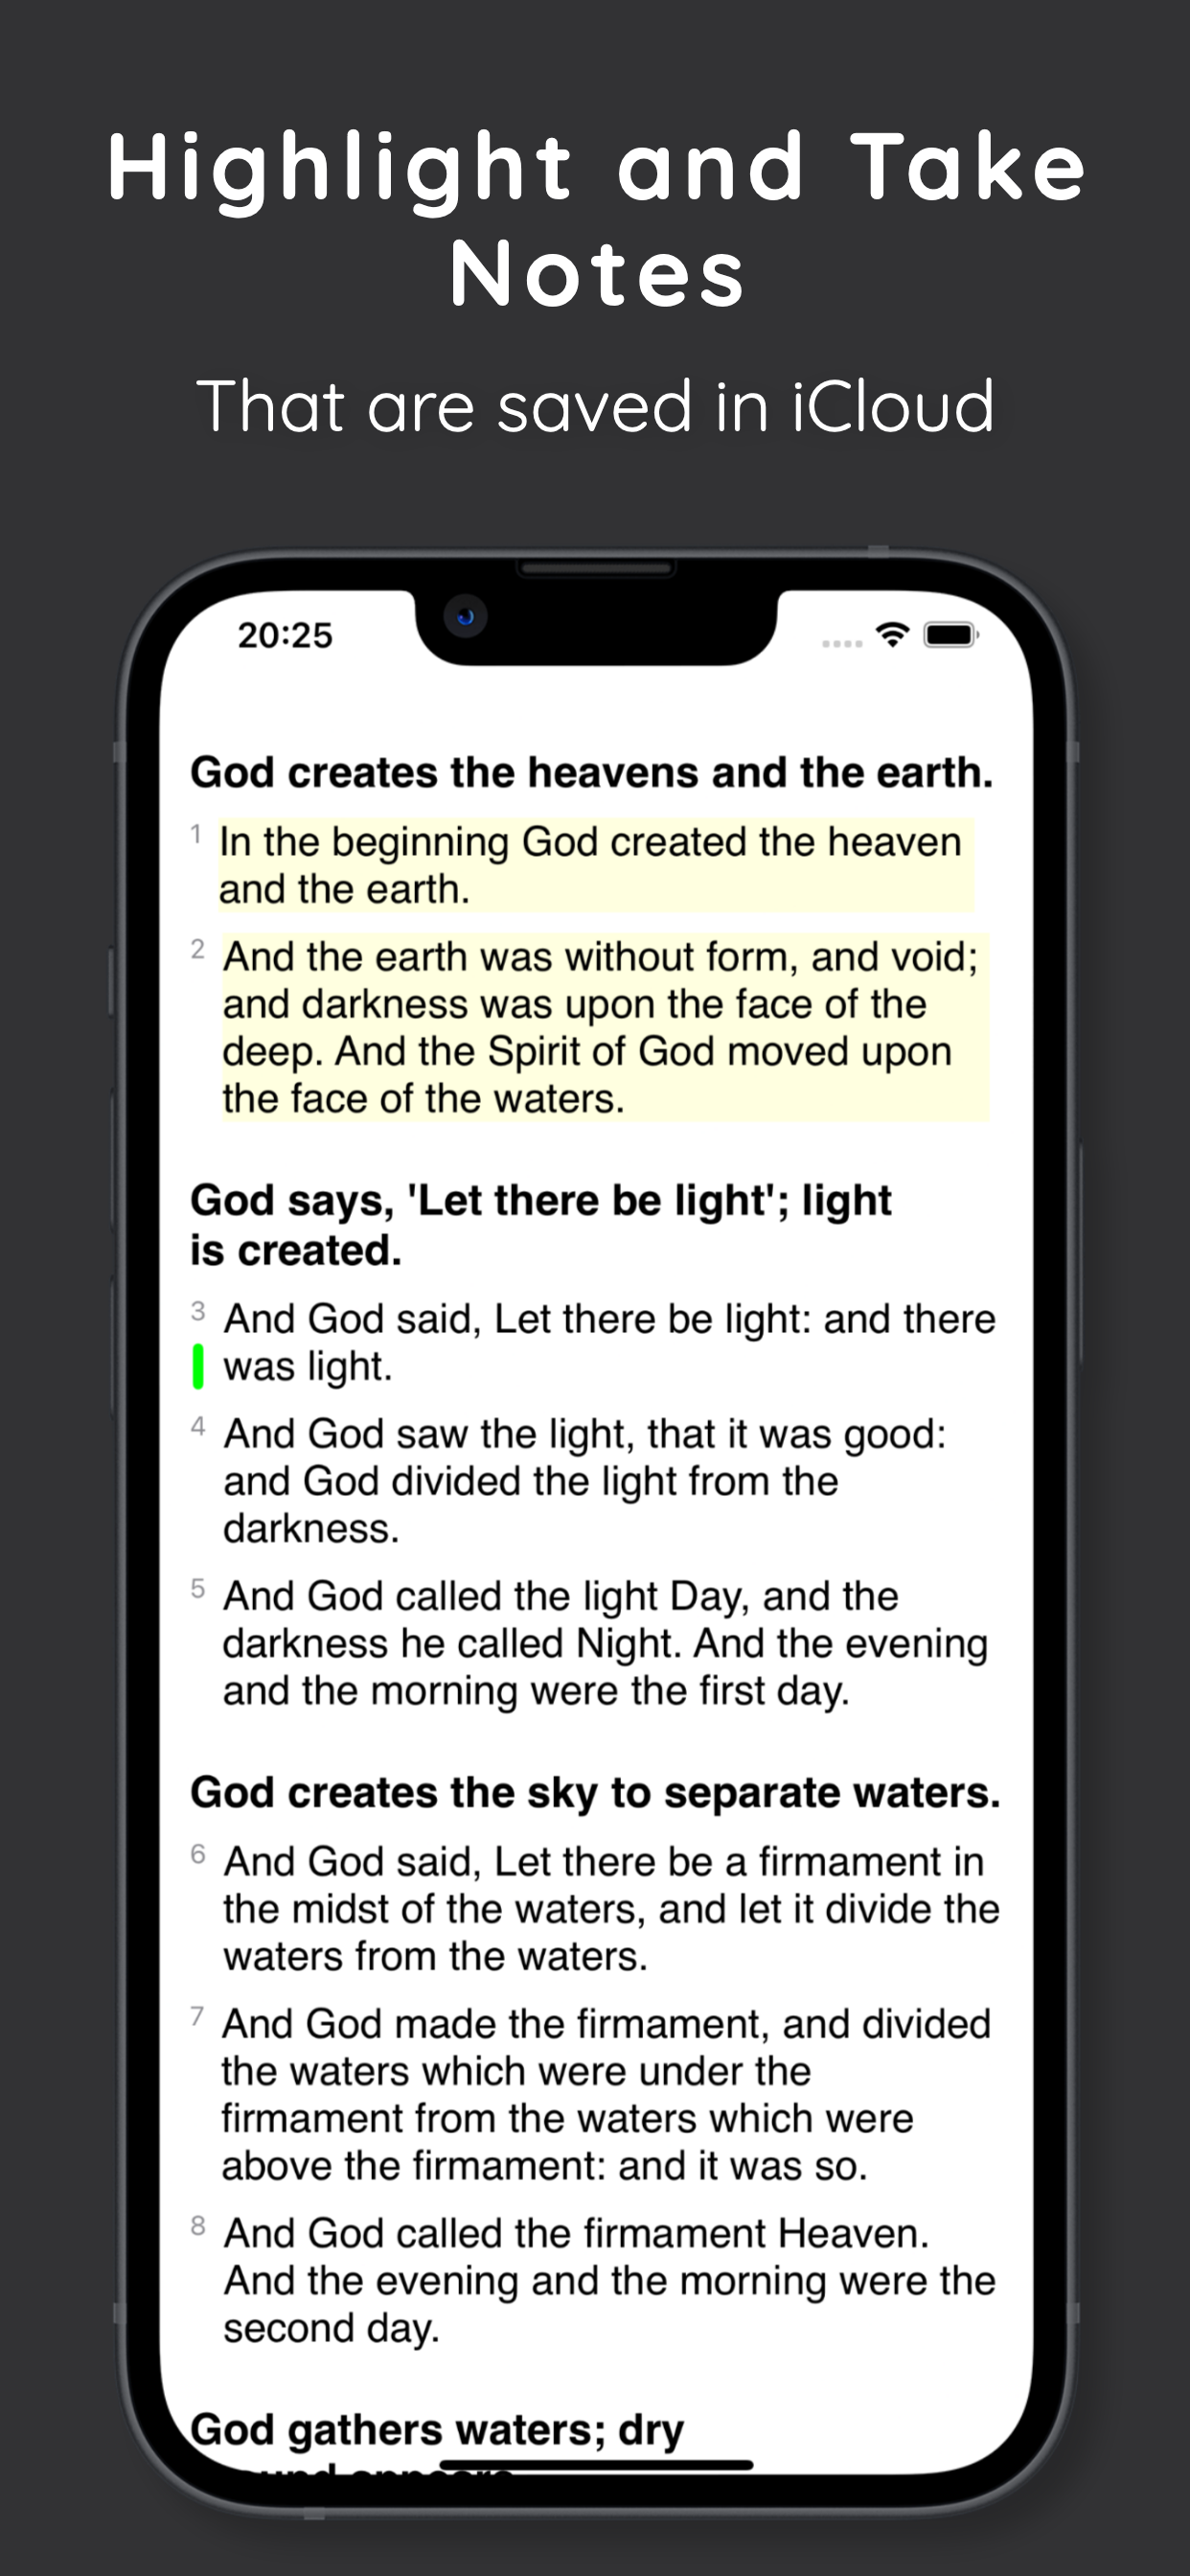 Highlight and Take
Notes
That are saved in iCloud
20:25
God creates the heavens and the earth.
1 In the beginning God created the heaven
and the earth.
2 And the earth was without form, and void;
and darkness was upon the face of the
deep. And the Spirit of God moved upon
the face of the waters.
God says, 'Let there be light'; light
is created.
3 And God said, Let there be light: and there
was light.
4 And God saw the light, that it was good:
and God divided the light from the
darkness.
5 And God called the light Day, and the
darkness he called Night. And the evening
and the morning were the first day.
God creates the sky to separate waters.
6 And God said, Let there be a firmament in
the midst of the waters, and let it divide the
waters from the waters.
7 And God made the firmament, and divided
the waters which were under the
firmament from the waters which were
above the firmament: and it was so.
8 And God called the firmament Heaven.
And the evening and the morning were the
second day.
God gathers waters; dry